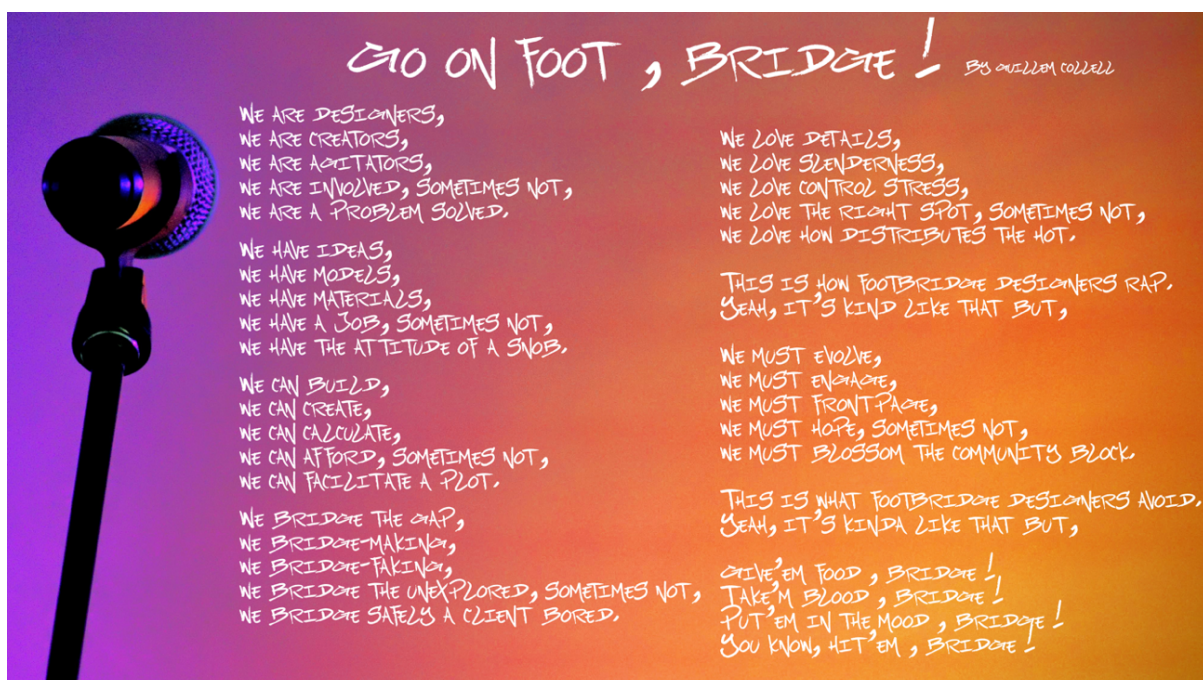 GO ON FOOT, BRIDGE!
BY GUILLEM COLLELL
WE ARE DESIGNERS,
WE ARE CREATORS,
WE ARE AGITATORS,
WE ARE INVOLVED, SOMETIMES NOT,
WE ARE A PROBLEM SOLVED.
WE HAVE IDEAS,
WE HAVE MODELS,
WE HAVE MATERIALS,
WE HAVE A JOB, SOMETIMES NOT,
WE HAVE THE ATTITUDE OF A SNOB.
WE CAN BUILD,
WE CAN CREATE,
WE CAN CALCULATE,
WE CAN AFFORD, SOMETIMES NOT,
WE CAN FACILITATE A PLOT.
WE BRIDGE THE GAP,
WE BRIDGE-MAKING,
WE BRIDGE-FAKING,
WE BRIDGE THE UNEXPLORED, SOMETIMES NOT,
WE BRIDGE SAFELY A CLIENT BORED.
WE LOVE DETAILS,
WE LOVE SLENDERNESS,
WE LOVE CONTROL STRESS,
WE LOVE THE RIGHT SPOT, SOMETIMES NOT,
WE LOVE HOW DISTRIBUTES THE HOT.
THIS IS HOW FOOTBRIDGE DESIGNERS RAP.
YEAH, IT'S KIND LIKE THAT BUT,
WE MUST EVOLVE,
WE MUST ENGAGE,
WE MUST FRONTPAGE,
WE MUST HOPE, SOMETIMES NOT,
WE MUST BLOSSOM THE COMMUNITY BLOCK.
THIS IS WHAT FOOTBRIDGE DESIGNERS AVOID.
YEAH, IT'S KINDA LIKE THAT BUT,
GIVE'EM FOOD, BRIDGE!
TAKE'M BLOOD, BRIDGE!
PUT'EM IN THE MOOD, BRIDGE!
YOU KNOW, HIT'EM, BRIDGE!